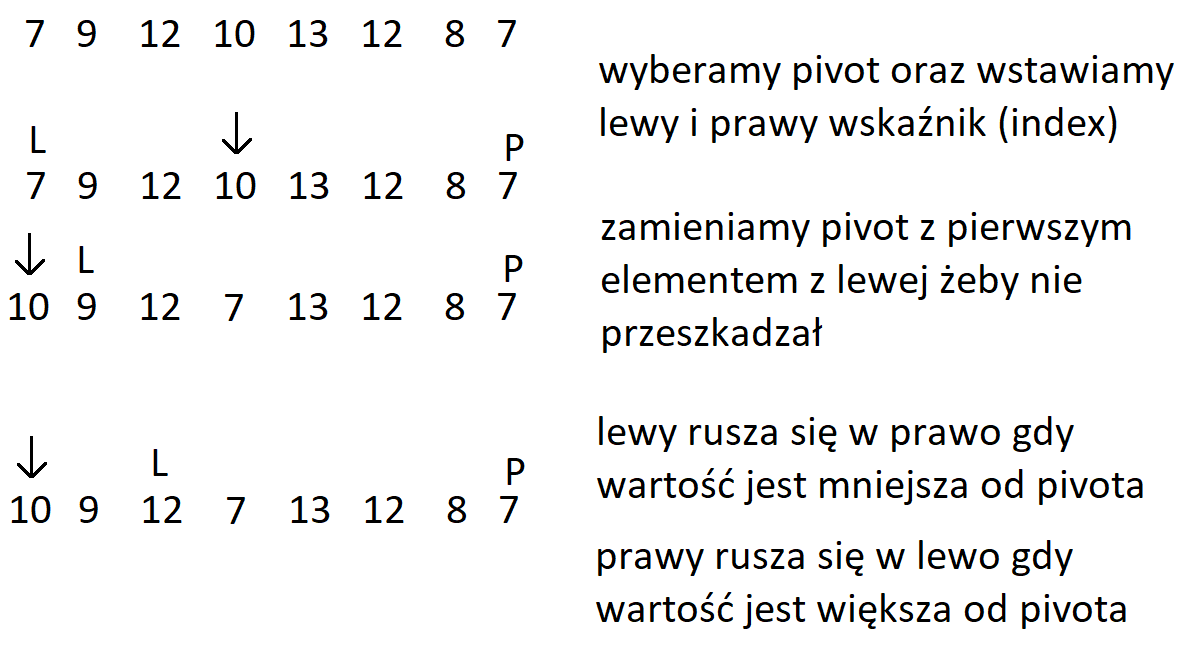 7 9 12 10 13 12 8 7
wyberamy pivot oraz wstawiamy
lewy i prawy wskaźnik (index)
L ↓ P
7 9 12 10 13 12 8 7
zamieniamy pivot z pierwszym
elementem z lewej żeby nie
przeszkadzał
↓ L P
10 9 12 7 13 12 8 7
lewy rusza się w prawo gdy
wartość jest mniejsza od pivota
↓ L P
10 9 12 7 13 12 8 7
prawy rusza się w lewo gdy
wartość jest większa od pivota